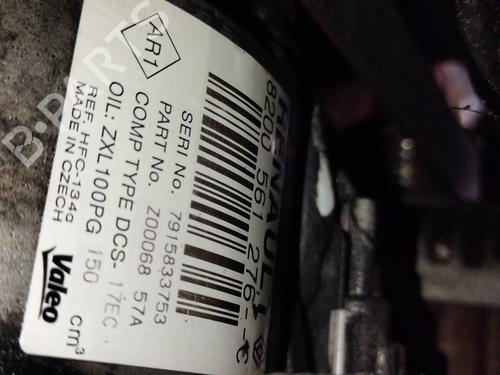 RENAULT
8200 561 276--E
SERI No. 7915833753
PART No. Z00068 57A
COMP TYPE DCS-17EC.
OIL: ZXL100PG 150 cm³
REF. HFC-134a
MADE IN CZECH
AR1
Valeo
B-PARTS